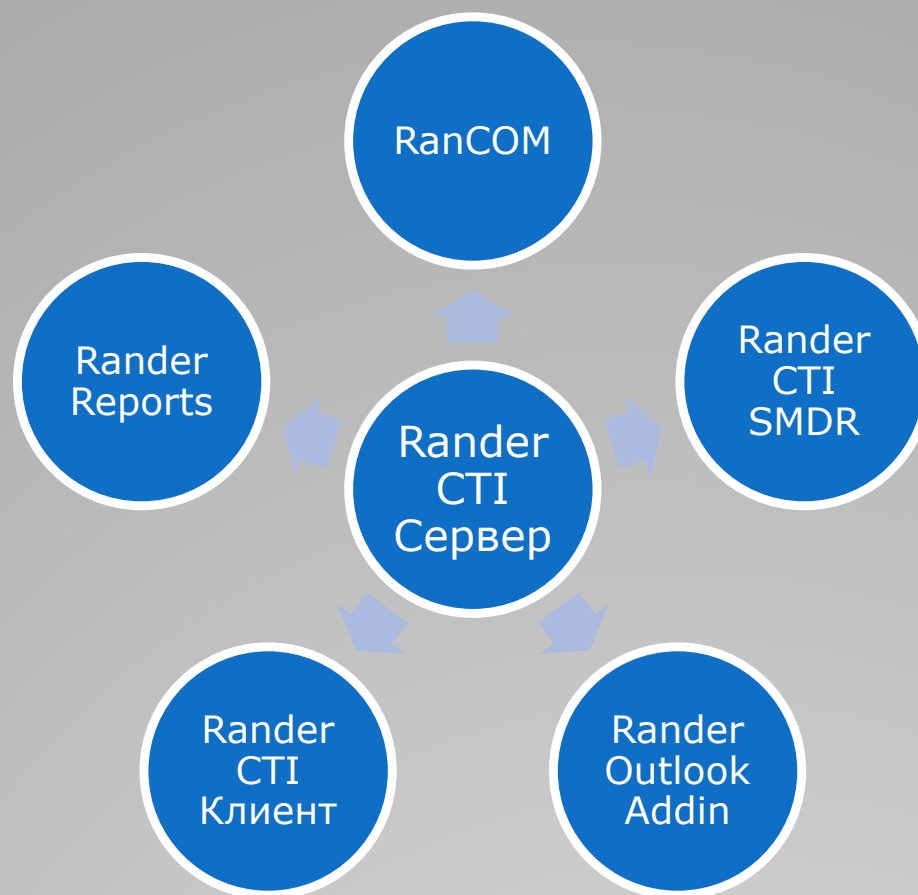 RanCOM
Rander
Reports
Rander
CTI
SMDR
Rander
CTI
Сервер
Rander
CTI
Клиент
Rander
Outlook
Addin